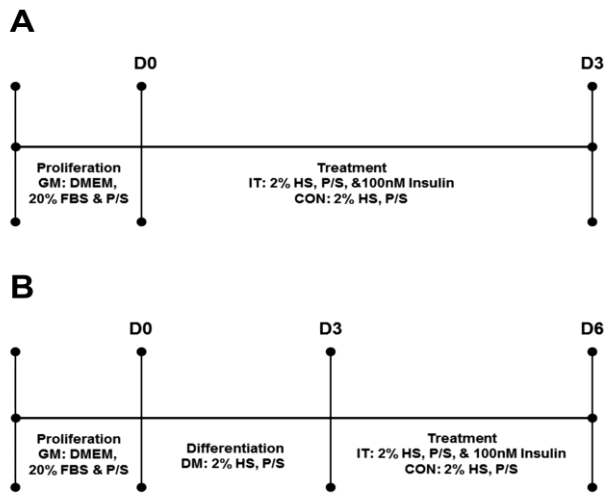 A
D0 D3
Proliferation
GM: DMEM,
20% FBS & P/S
Treatment
IT: 2% HS, P/S, &100nM Insulin
CON: 2% HS, P/S
B
D0 D3 D6
Proliferation
GM: DMEM,
20% FBS & P/S
Differentiation
DM: 2% HS, P/S
Treatment
IT: 2% HS, P/S, & 100nM Insulin
CON: 2% HS, P/S